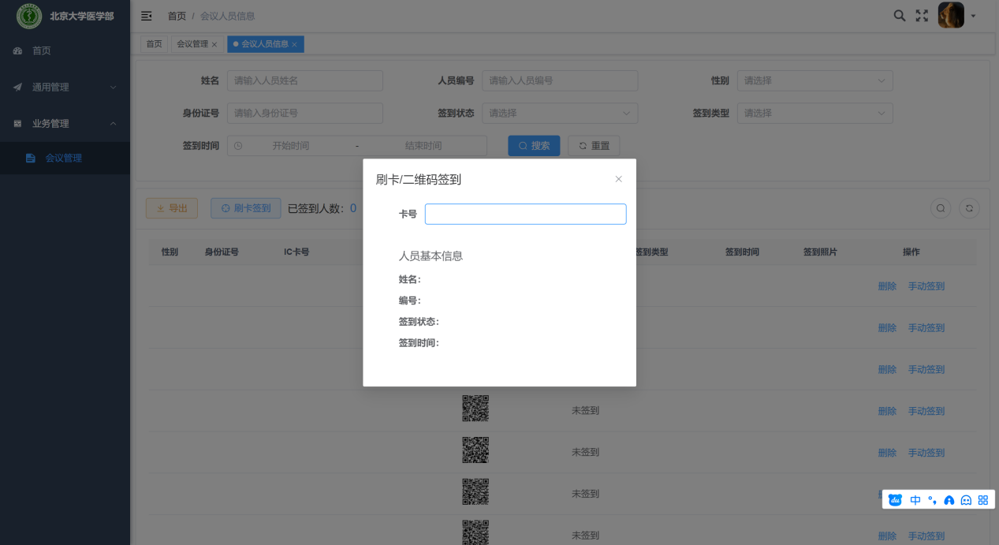 北京大学医学部
首页 / 会议人员信息
首页
首页 会议管理 × 会议人员信息 ×
通用管理
业务管理
会议管理
姓名 请输入人员姓名 人员编号 请输入人员编号 性别 请选择
身份证号 请输入身份证号 签到状态 请选择 签到类型 请选择
签到时间 开始时间 - 结束时间 搜索 重置
刷卡/二维码签到
导出 刷卡签到 已签到人数: 0
卡号
性别 身份证号 IC卡号 签到类型 签到时间 签到照片 操作
人员基本信息
姓名:
编号:
签到状态:
签到时间:
删除 手动签到
删除 手动签到
删除 手动签到
未签到 删除 手动签到
未签到 删除 手动签到
未签到
du 中
未签到 删除 手动签到